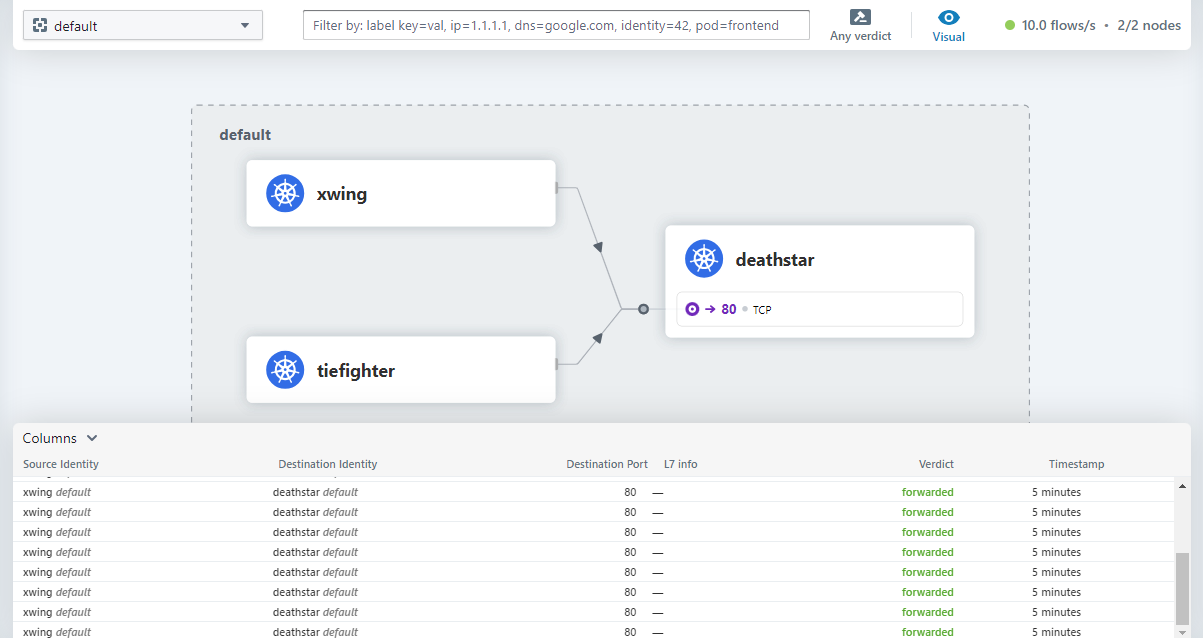 default
Filter by: label key=val, ip=1.1.1.1, dns=google.com, identity=42, pod=frontend
Any verdict
Visual
10.0 flows/s • 2/2 nodes
default
xwing
deathstar
→ 80 • TCP
tiefighter
Columns
Source Identity Destination Identity Destination Port L7 info Verdict Timestamp
xwing default deathstar default 80 — forwarded 5 minutes
xwing default deathstar default 80 — forwarded 5 minutes
xwing default deathstar default 80 — forwarded 5 minutes
xwing default deathstar default 80 — forwarded 5 minutes
xwing default deathstar default 80 — forwarded 5 minutes
xwing default deathstar default 80 — forwarded 5 minutes
xwing default deathstar default 80 — forwarded 5 minutes
xwing default deathstar default 80 — forwarded 5 minutes